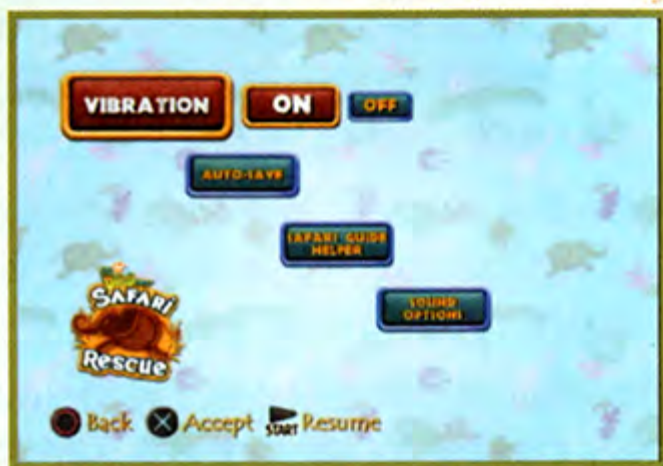 VIBRATION ON OFF
AUTO-SAVE
SAFARI GUIDE
HELPER
SOUND
OPTIONS
SAFARI
Rescue
Back Accept START Resume